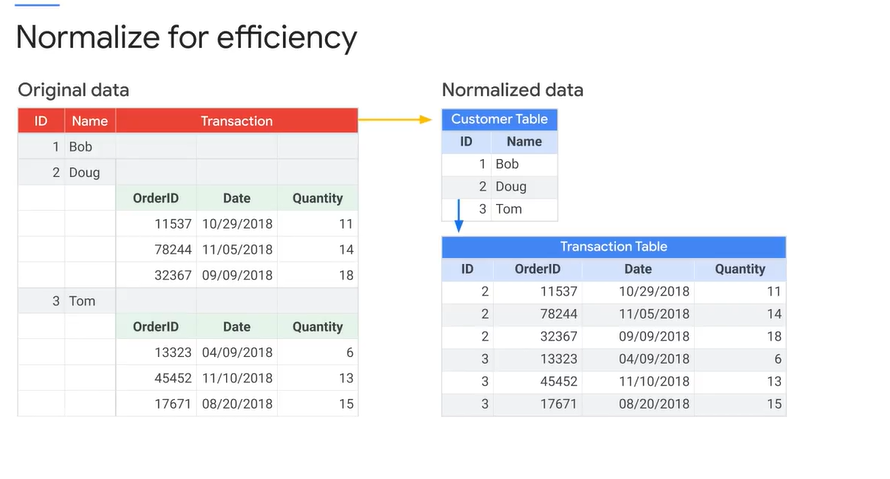 Normalize for efficiency
Original data
ID Name Transaction
1 Bob
2 Doug
OrderID Date Quantity
11537 10/29/2018 11
78244 11/05/2018 14
32367 09/09/2018 18
3 Tom
OrderID Date Quantity
13323 04/09/2018 6
45452 11/10/2018 13
17671 08/20/2018 15
Normalized data
Customer Table
ID Name
1 Bob
2 Doug
3 Tom
Transaction Table
ID OrderID Date Quantity
2 11537 10/29/2018 11
2 78244 11/05/2018 14
2 32367 09/09/2018 18
3 13323 04/09/2018 6
3 45452 11/10/2018 13
3 17671 08/20/2018 15